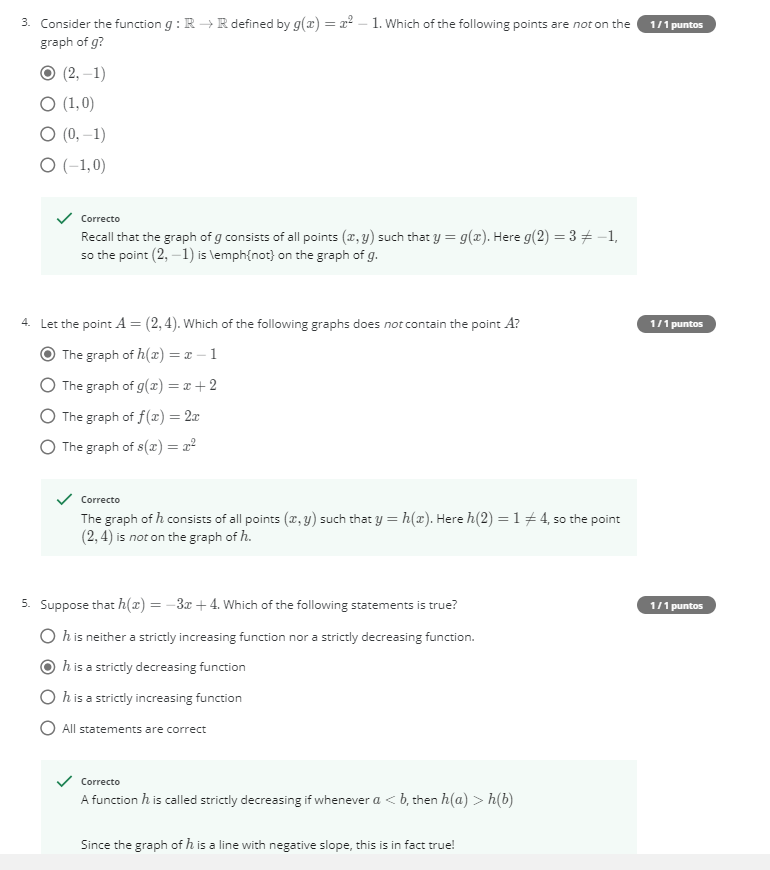 3. Consider the function g : ℝ → ℝ defined by g(x) = x² − 1. Which of the following points are not on the
1 / 1 puntos
graph of g?
(2, −1)
(1, 0)
(0, −1)
(−1, 0)
Correcto
Recall that the graph of g consists of all points (x, y) such that y = g(x). Here g(2) = 3 ≠ −1,
so the point (2, −1) is \emph{not} on the graph of g.
4. Let the point A = (2, 4). Which of the following graphs does not contain the point A?
1 / 1 puntos
The graph of h(x) = x − 1
The graph of g(x) = x + 2
The graph of f(x) = 2x
The graph of s(x) = x²
Correcto
The graph of h consists of all points (x, y) such that y = h(x). Here h(2) = 1 ≠ 4, so the point
(2, 4) is not on the graph of h.
5. Suppose that h(x) = −3x + 4. Which of the following statements is true?
1 / 1 puntos
h is neither a strictly increasing function nor a strictly decreasing function.
h is a strictly decreasing function
h is a strictly increasing function
All statements are correct
Correcto
A function h is called strictly decreasing if whenever a < b, then h(a) > h(b)
Since the graph of h is a line with negative slope, this is in fact true!